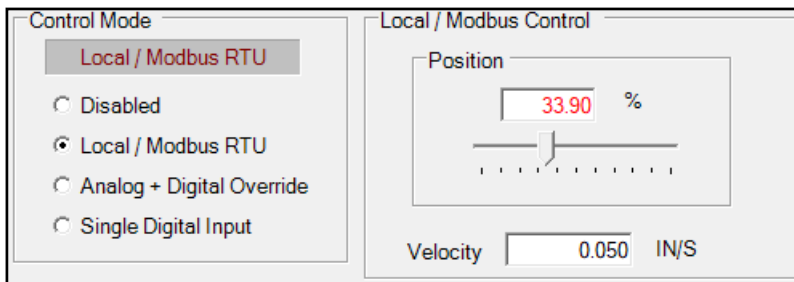 Control Mode
Local / Modbus RTU
Disabled
Local / Modbus RTU
Analog + Digital Override
Single Digital Input
Local / Modbus Control
Position
33.90 %
Velocity 0.050 IN/S